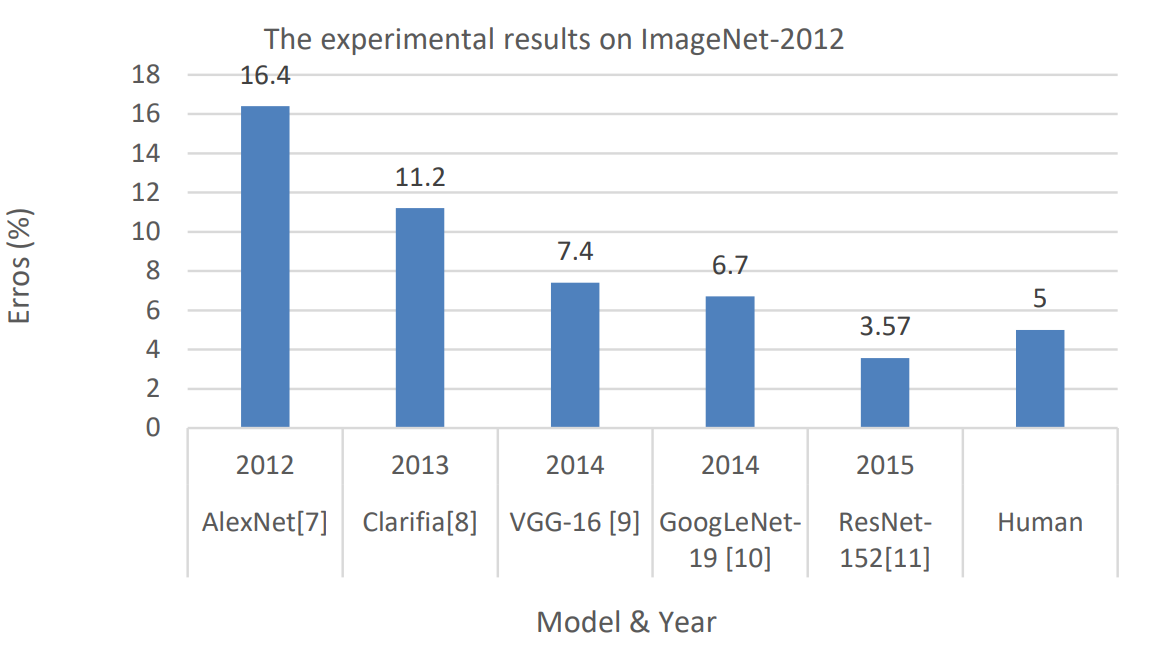 The experimental results on ImageNet-2012
18
16
14
12
10
8
6
4
2
0
Erros (%)
16.4
11.2
7.4
6.7
3.57
5
2012
2013
2014
2014
2015
AlexNet[7]
Clarifia[8]
VGG-16 [9]
GoogLeNet-
19 [10]
ResNet-
152[11]
Human
Model & Year